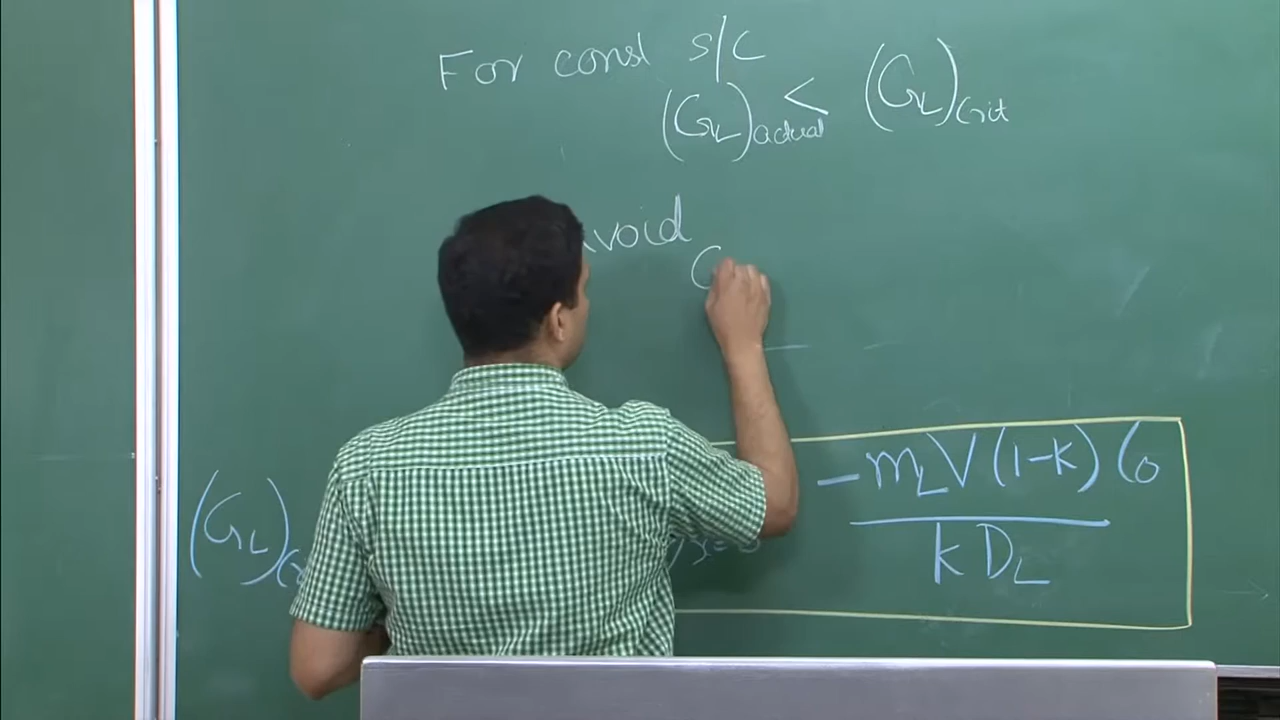 For const s/c
(GL)actual < (GL)crit
avoid
(GL)
- mLV(1-k)C0
kDL